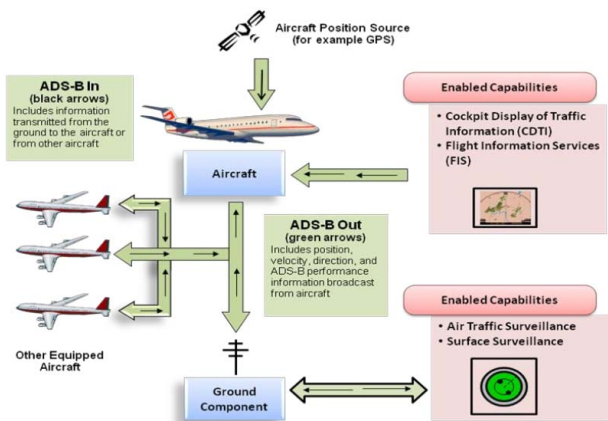 Aircraft Position Source
(for example GPS)
ADS-B In
(black arrows)
Includes information
transmitted from the
ground to the aircraft or
from other aircraft
Aircraft
Enabled Capabilities
• Cockpit Display of Traffic
Information (CDTI)
• Flight Information Services
(FIS)
ADS-B Out
(green arrows)
Includes position,
velocity, direction, and
ADS-B performance
information broadcast
from aircraft
Other Equipped
Aircraft
Ground
Component
Enabled Capabilities
• Air Traffic Surveillance
• Surface Surveillance